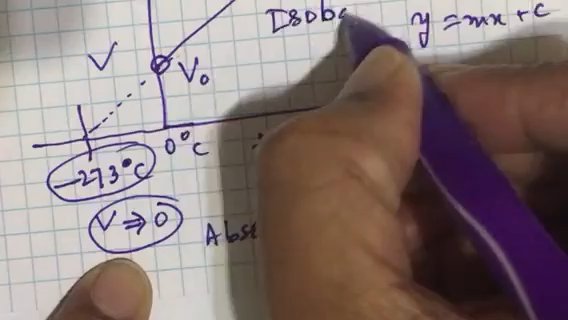 Isoba
y = mx + c
V
V₀
0°C
-273°C
V ⇒ 0
Abs